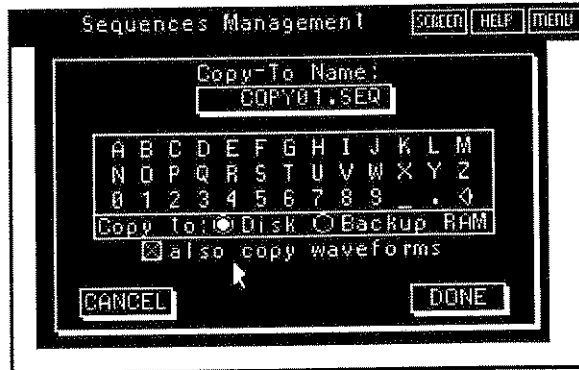 Sequences Management SCREEN HELP MENU
Copy-To Name:
COPY01.SEQ
A B C D E F G H I J K L M
N O P Q R S T U V W X Y Z
0 1 2 3 4 5 6 7 8 9 _ .
Copy to: Disk Backup RAM
also copy waveforms
CANCEL DONE